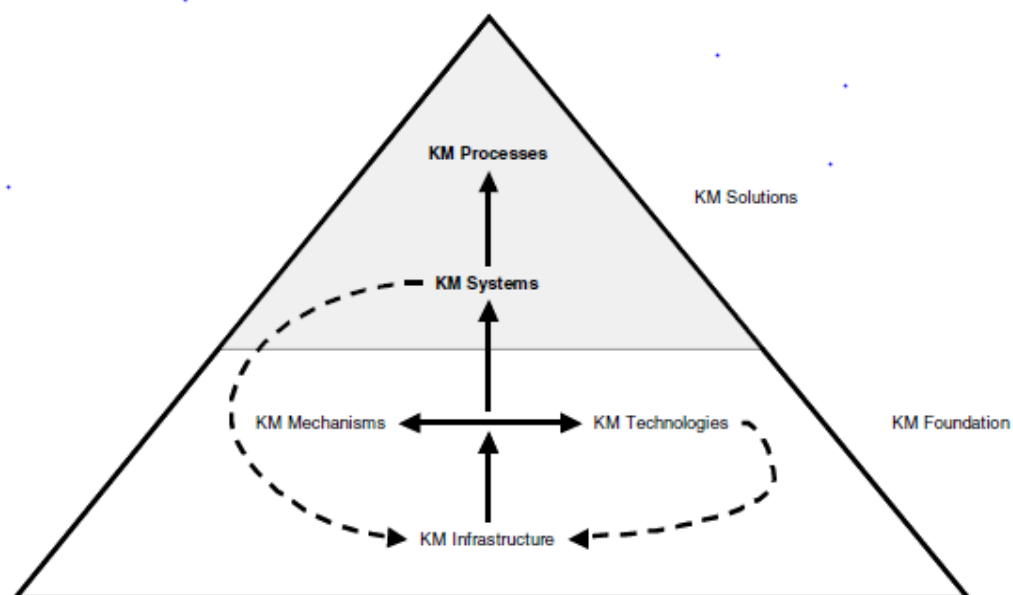 KM Processes
KM Solutions
KM Systems
KM Mechanisms
KM Technologies
KM Foundation
KM Infrastructure